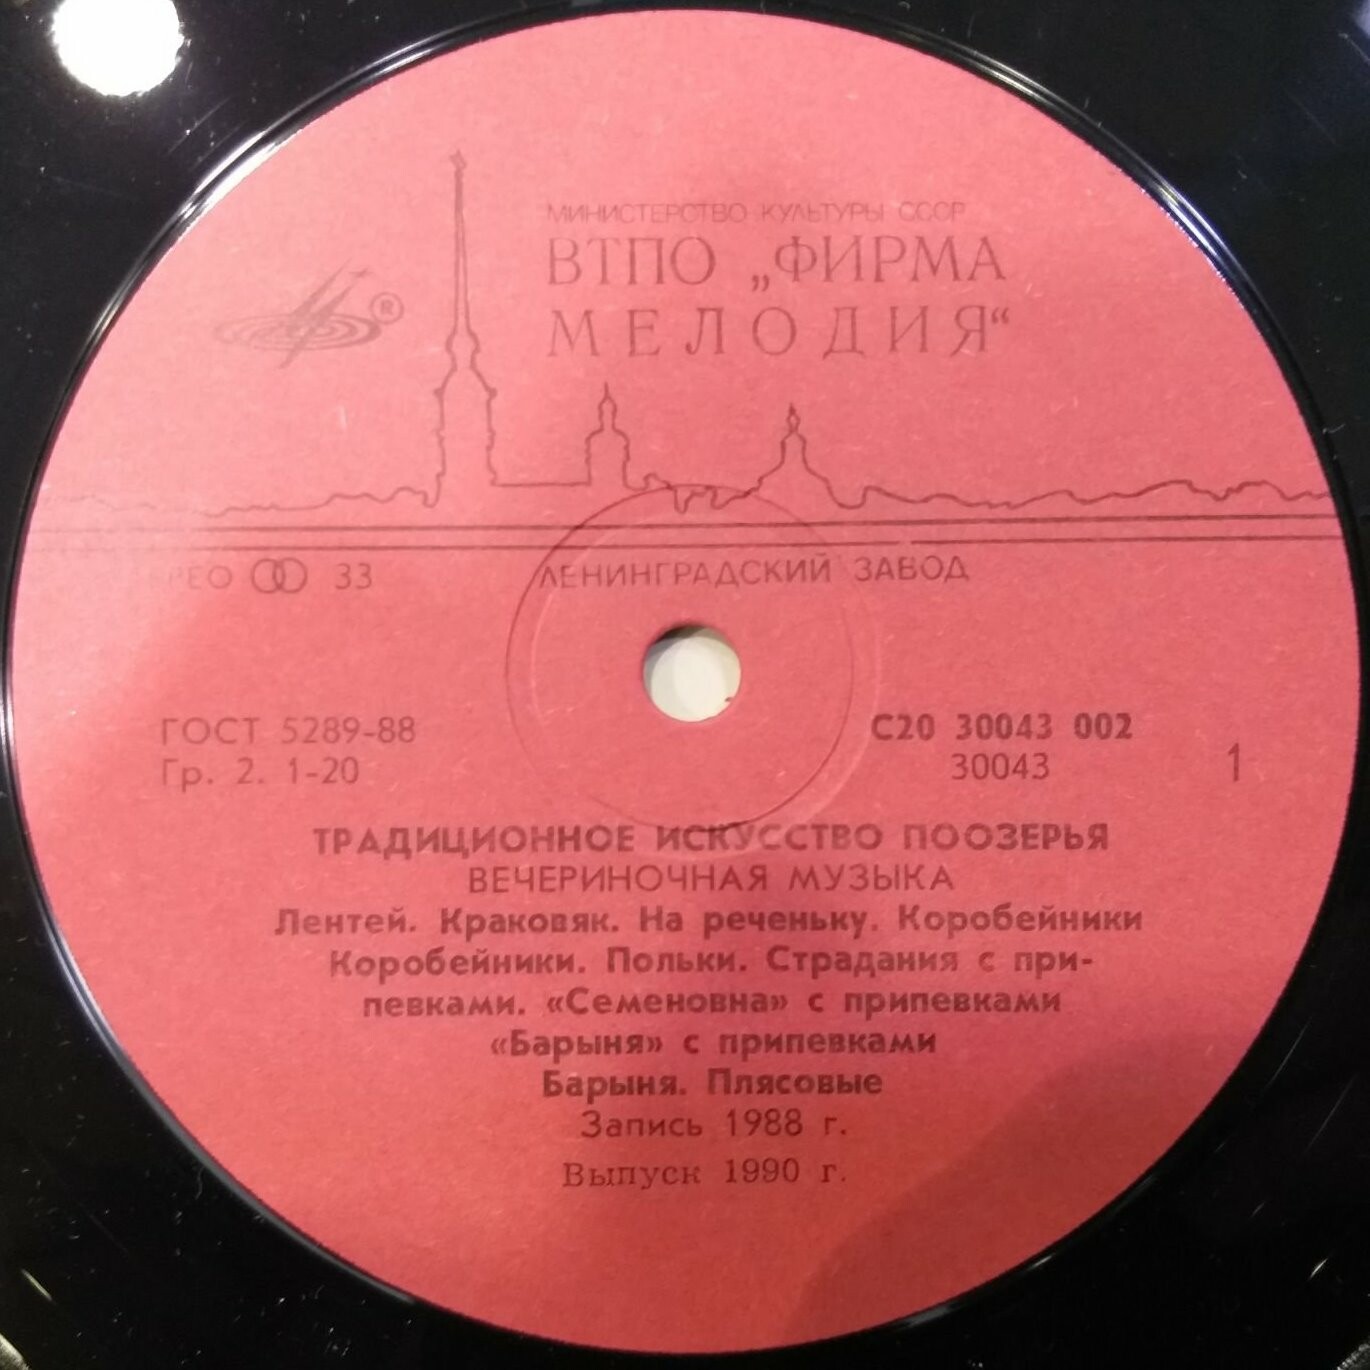 МИНИСТЕРСТВО КУЛЬТУРЫ СССР
ВТПО „ФИРМА
МЕЛОДИЯ“
®
РЕО 33 ЛЕНИНГРАДСКИЙ ЗАВОД
ГОСТ 5289-88 С20 30043 002
Гр. 2. 1-20 30043 1
ТРАДИЦИОННОЕ ИСКУССТВО ПООЗЕРЬЯ
ВЕЧЕРИНОЧНАЯ МУЗЫКА
Лентей. Краковяк. На реченьку. Коробейники
Коробейники. Польки. Страдания с при-
певками. «Семеновна» с припевками
«Барыня» с припевками
Барыня. Плясовые
Запись 1988 г.
Выпуск 1990 г.